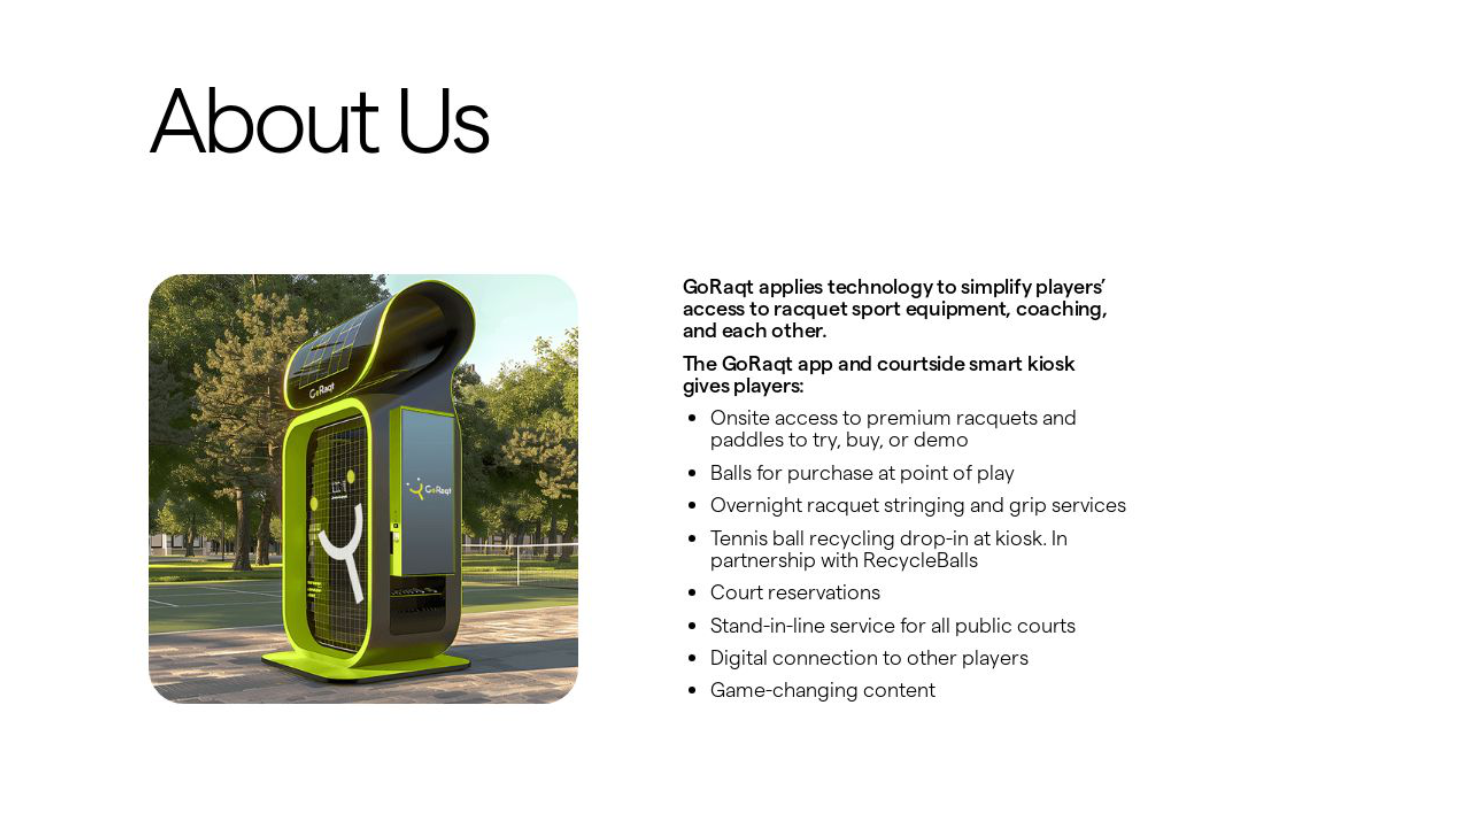 About Us
GoRaqt
GoRaqt
GoRaqt applies technology to simplify players’
access to racquet sport equipment, coaching,
and each other.
The GoRaqt app and courtside smart kiosk
gives players:
• Onsite access to premium racquets and
paddles to try, buy, or demo
• Balls for purchase at point of play
• Overnight racquet stringing and grip services
• Tennis ball recycling drop-in at kiosk. In
partnership with RecycleBalls
• Court reservations
• Stand-in-line service for all public courts
• Digital connection to other players
• Game-changing content